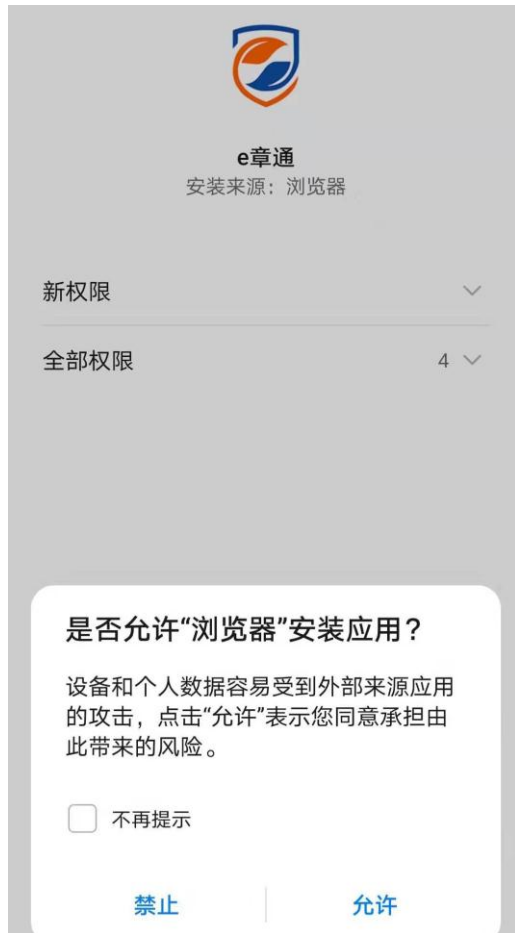 e章通
安装来源：浏览器
新权限
全部权限 4
是否允许“浏览器”安装应用？
设备和个人数据容易受到外部来源应用
的攻击，点击“允许”表示您同意承担由
此带来的风险。
不再提示
禁止 允许